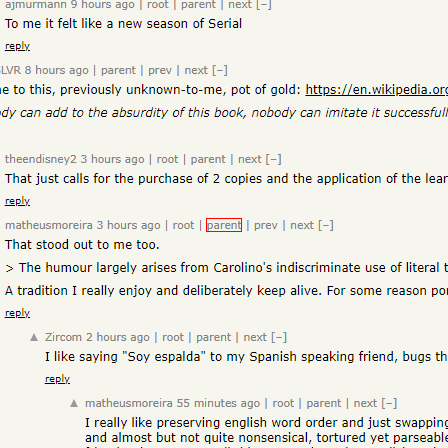 ajmurmann 9 hours ago | root | parent | next [–]
To me it felt like a new season of Serial
reply
LVR 8 hours ago | parent | prev | next [–]
e to this, previously unknown-to-me, pot of gold: https://en.wikipedia.org
dy can add to the absurdity of this book, nobody can imitate it successfull
theendisney2 3 hours ago | root | parent | next [–]
That just calls for the purchase of 2 copies and the application of the lear
reply
matheusmoreira 3 hours ago | root | parent | prev | next [–]
That stood out to me too.
> The humour largely arises from Carolino's indiscriminate use of literal t
A tradition I really enjoy and deliberately keep alive. For some reason po
reply
Zircom 2 hours ago | root | parent | next [–]
I like saying "Soy espalda" to my Spanish speaking friend, bugs th
reply
matheusmoreira 55 minutes ago | root | parent | next [–]
I really like preserving english word order and just swapping
and almost but not quite nonsensical, tortured yet parseable